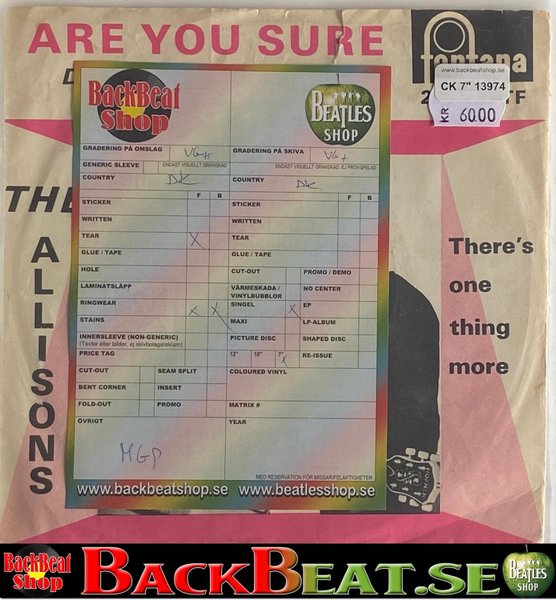 ARE YOU SURE
fontana
www.backbeatshop.se
CK 7" 13974
KR 60.00
THE
ALLISONS
There's
one
thing
more
BackBeat
Shop
BEATLES
SHOP
GRADERING PÅ OMSLAG VG+ GRADERING PÅ SKIVA VG+
GENERIC SLEEVE ENDAST VISUELLT GRANSKAD ENDAST VISUELLT GRANSKAD, EJ PROVSPELAD
COUNTRY DK COUNTRY DK
F B F B
STICKER STICKER
WRITTEN WRITTEN
TEAR X TEAR
GLUE / TAPE GLUE / TAPE
HOLE CUT-OUT PROMO / DEMO
LAMINATSLÄPP VÄRMESKADA / VINYLBUBBLOR NO CENTER
RINGWEAR X X SINGEL X EP
STAINS MAXI LP-ALBUM
INNERSLEEVE (NON-GENERIC) PICTURE DISC SHAPED DISC
(Texter eller bilder, ej skivbolagsreklam)
PRICE TAG 12" 10" 7" X RE-ISSUE
CUT-OUT SEAM SPLIT COLOURED VINYL
BENT CORNER INSERT
FOLD-OUT PROMO MATRIX #
ÖVRIGT YEAR
MGP
MED RESERVATION FÖR MISSAR/FELAKTIGHETER
www.backbeatshop.se www.beatlesshop.se
BackBeat
Shop
BACKBEAT.SE
BEATLES
SHOP